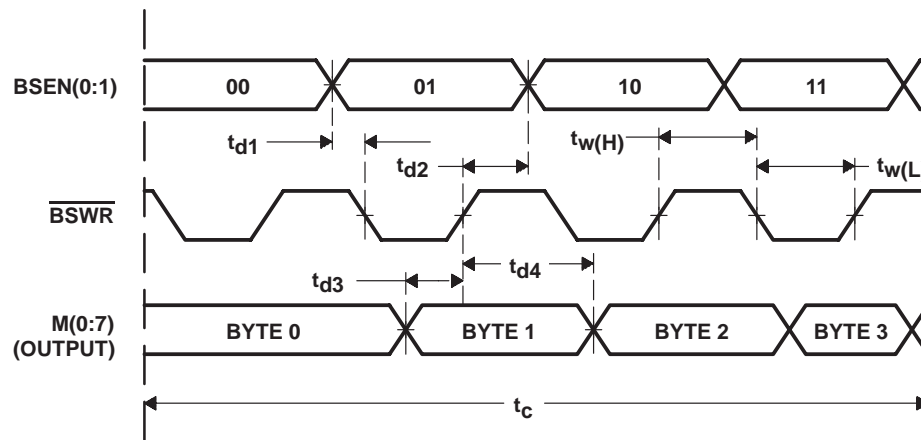 BSEN(0:1)
00 01 10 11
td1
td2
tw(H)
tw(L
BSWR
td3
td4
M(0:7)
(OUTPUT)
BYTE 0 BYTE 1 BYTE 2 BYTE 3
tc